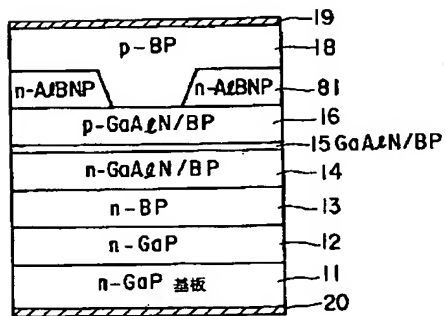 19
p-BP 18
n-AlBNP n-AlBNP 81
p-GaAlN/BP 16
15 GaAlN/BP
n-GaAlN/BP 14
n-BP 13
n-GaP 12
n-GaP 基板 11
20